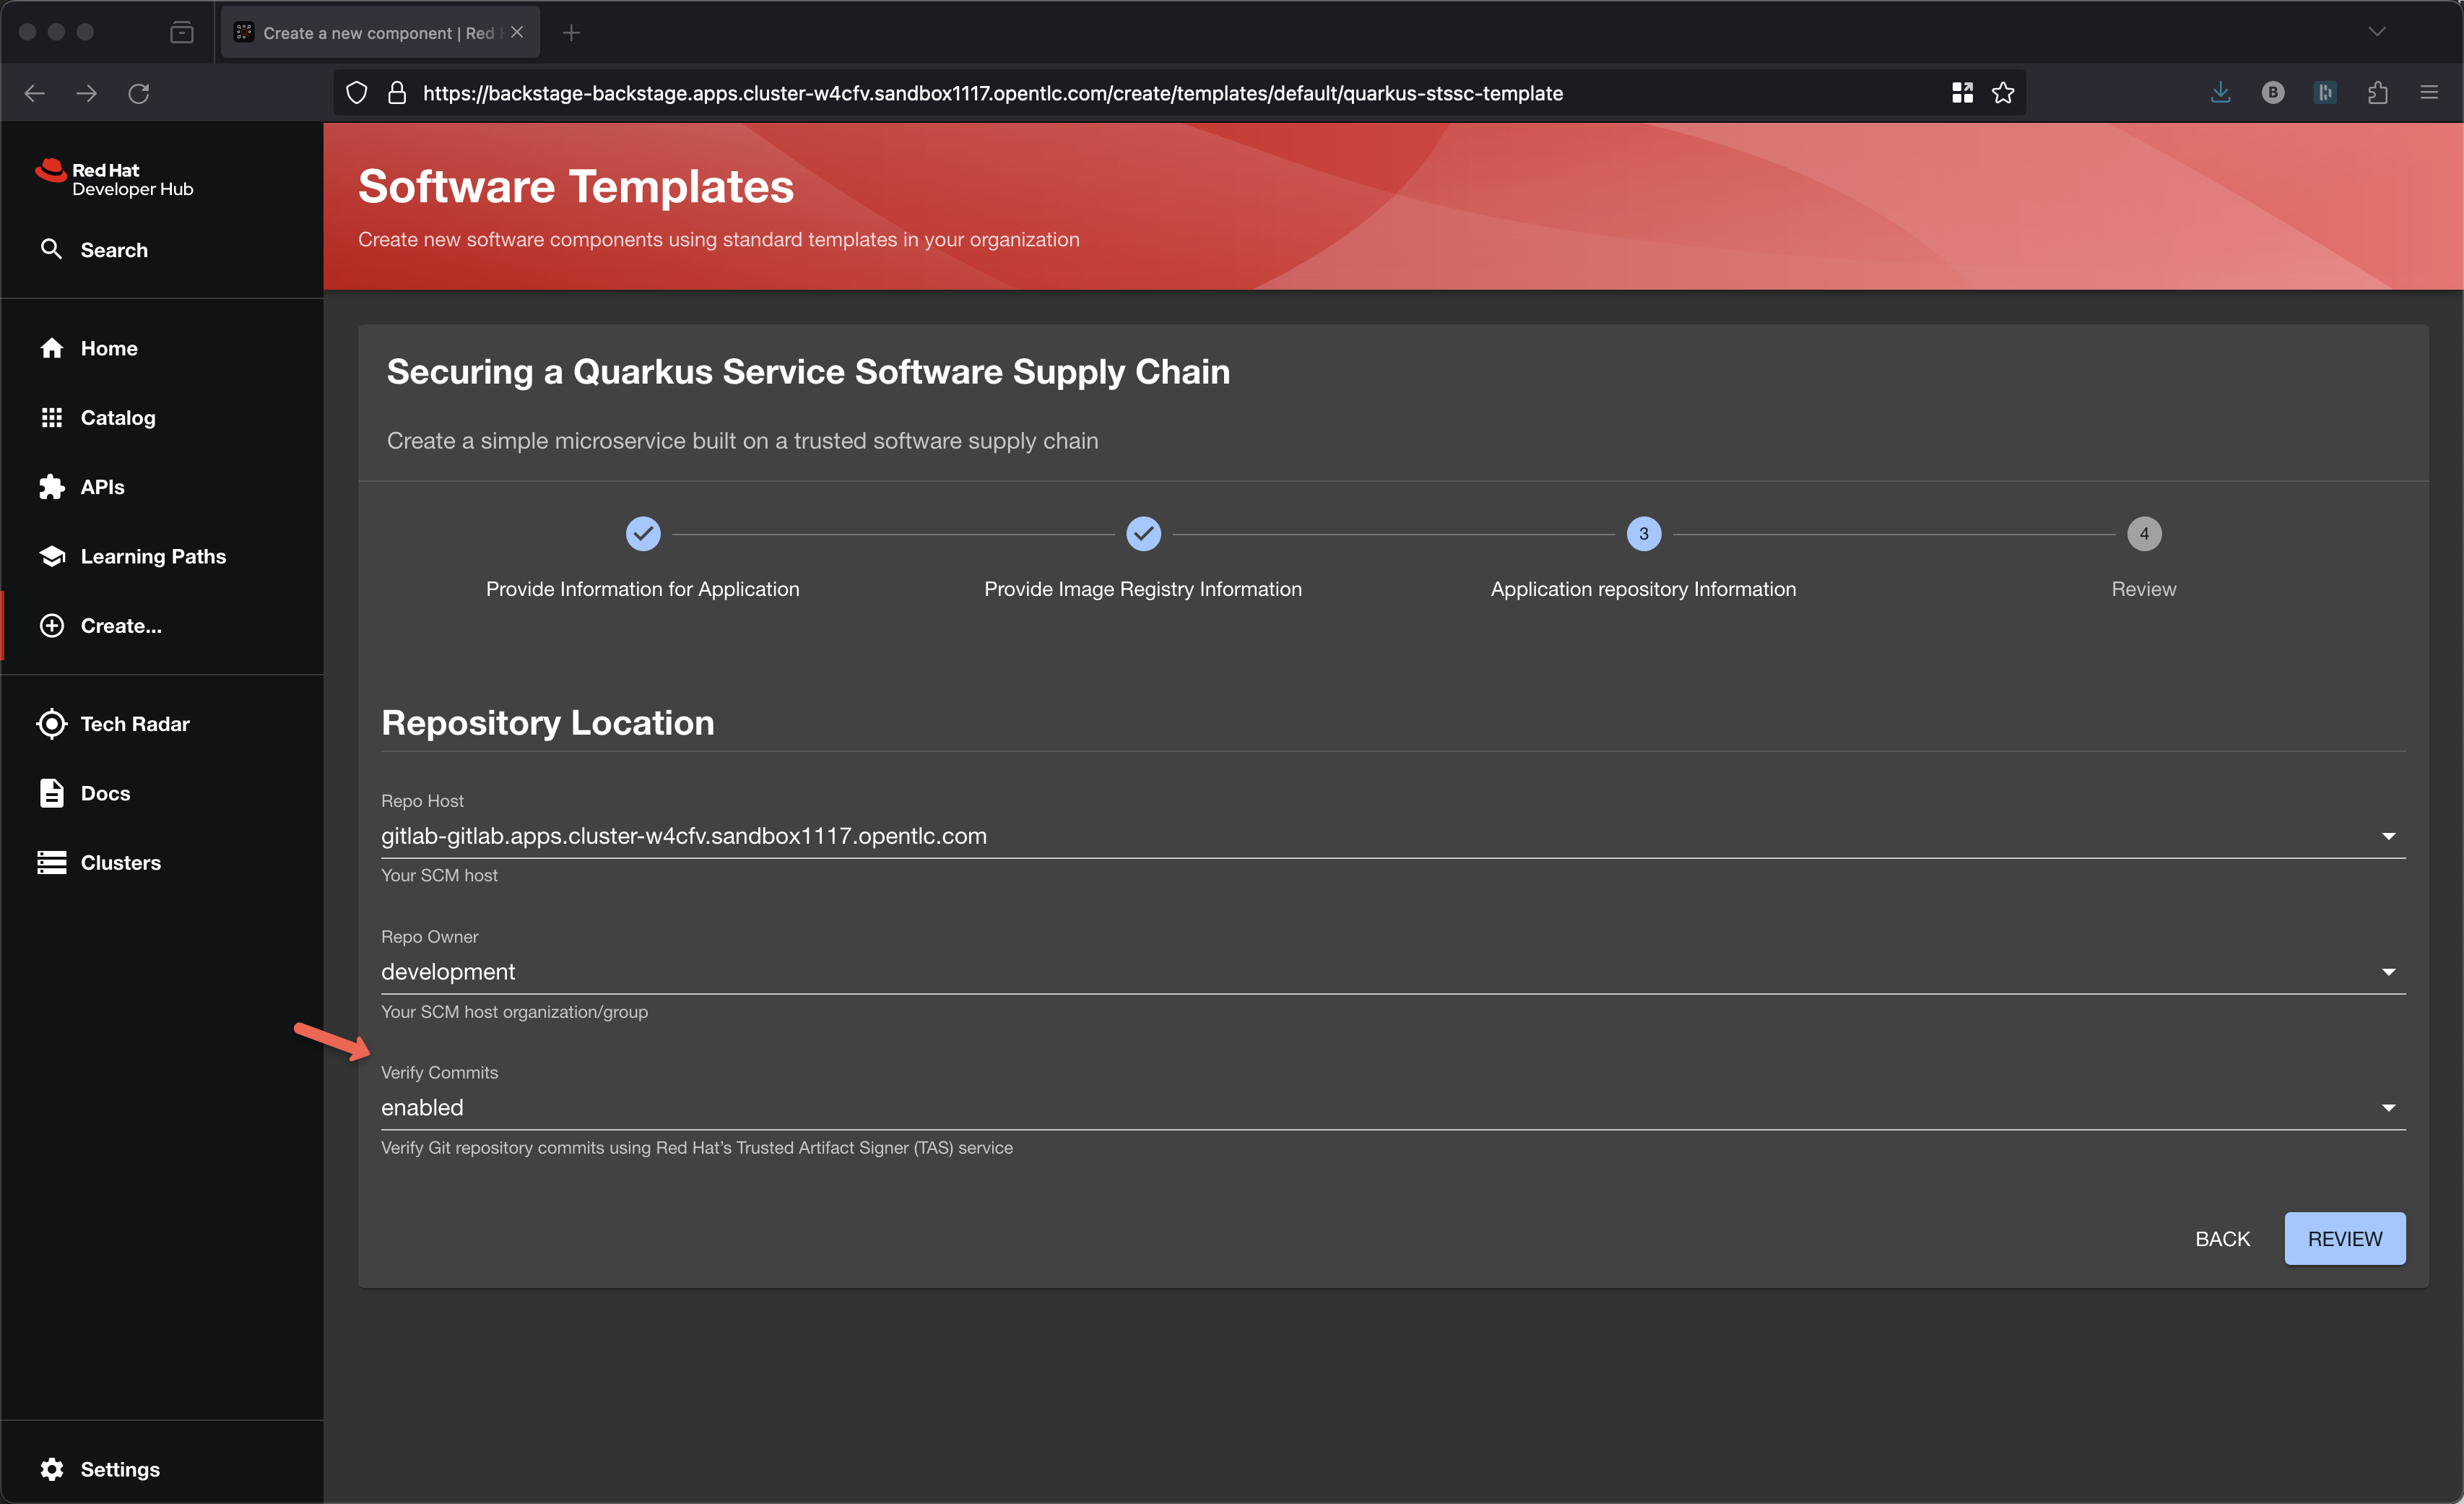 Create a new component | Red
https://backstage-backstage.apps.cluster-w4cfv.sandbox1117.opentlc.com/create/templates/default/quarkus-stssc-template
B
Red Hat
Developer Hub
Search
Home
Catalog
APIs
Learning Paths
Create...
Tech Radar
Docs
Clusters
Settings
Software Templates
Create new software components using standard templates in your organization
Securing a Quarkus Service Software Supply Chain
Create a simple microservice built on a trusted software supply chain
3
4
Provide Information for Application
Provide Image Registry Information
Application repository Information
Review
Repository Location
Repo Host
gitlab-gitlab.apps.cluster-w4cfv.sandbox1117.opentlc.com
Your SCM host
Repo Owner
development
Your SCM host organization/group
Verify Commits
enabled
Verify Git repository commits using Red Hat’s Trusted Artifact Signer (TAS) service
BACK
REVIEW